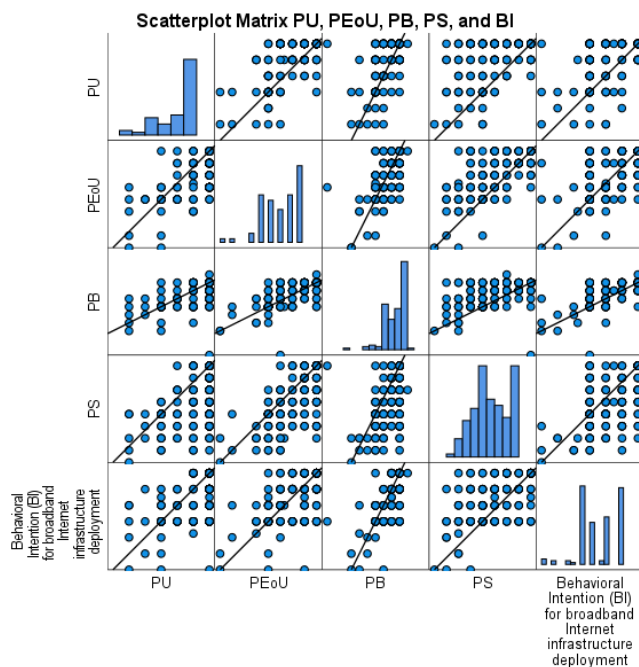 Scatterplot Matrix PU, PEoU, PB, PS, and BI
PU
PEoU
PB
PS
Behavioral
Intention (BI)
for broadband
Internet
infrastructure
deployment
PU
PEoU
PB
PS
Behavioral
Intention (BI)
for broadband
Internet
infrastructure
deployment